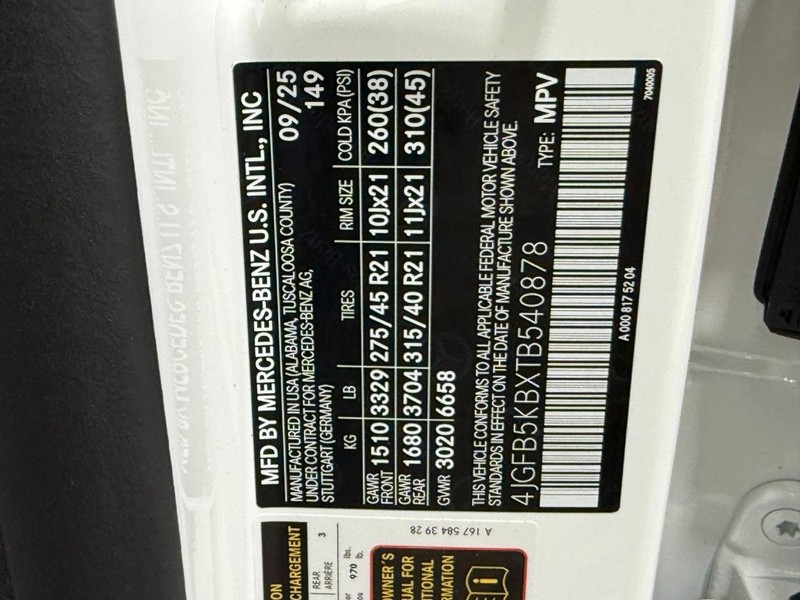 MFD BY MERCEDES-BENZ U.S. INTL., INC
MANUFACTURED IN USA (ALABAMA, TUSCALOOSA COUNTY)
UNDER CONTRACT FOR MERCEDES-BENZ AG,
STUTTGART (GERMANY)
09/25
149
KG LB TIRES RIM SIZE COLD KPA(PSI)
GAWR FRONT 1510 3329 275/45 R21 10Jx21 260(38)
GAWR REAR 1680 3704 315/40 R21 11Jx21 310(45)
GVWR 3020 6658
THIS VEHICLE CONFORMS TO ALL APPLICABLE FEDERAL MOTOR VEHICLE SAFETY
STANDARDS IN EFFECT ON THE DATE OF MANUFACTURE SHOWN ABOVE.
4JGFB5KBXTB540878 TYPE: MPV
A 000 817 52 04
7040005
A 167 584 39 28
CHARGEMENT
REAR
ARRIÈRE
3
970
lbs.
lb.
OWNER'S